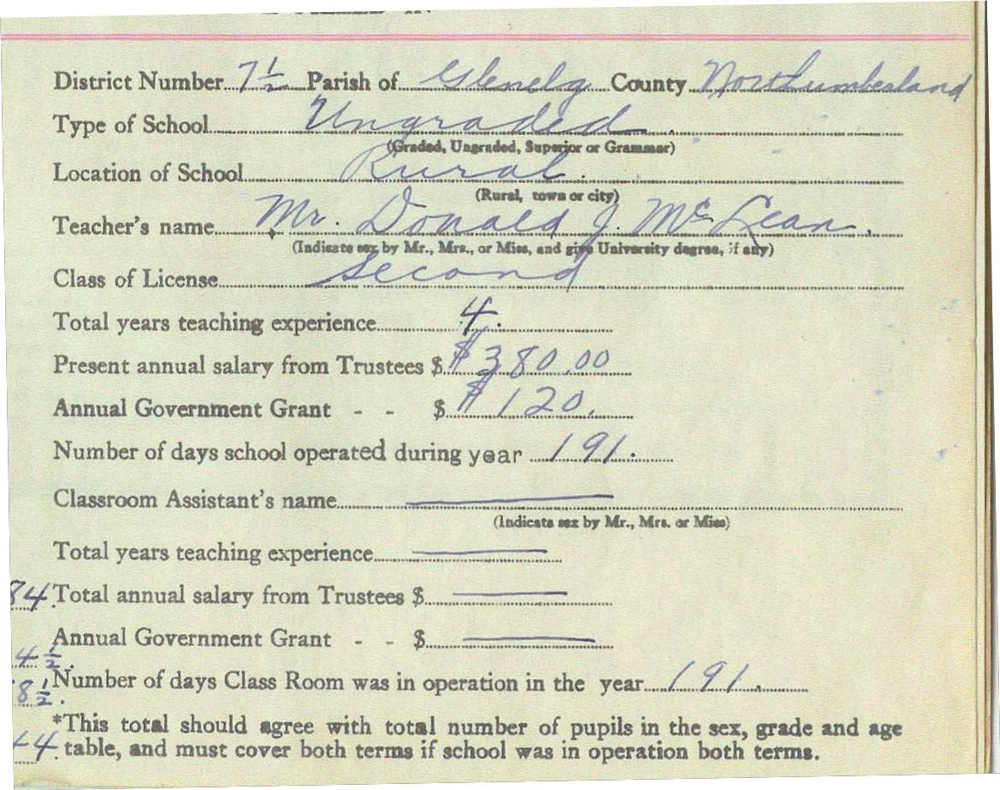 District Number 7 1/2 Parish of Glenelg County Northumberland
Type of School Ungraded.
(Graded, Ungraded, Superior or Grammar)
Location of School Rural.
(Rural, town or city)
Teacher's name Mr. Donald J. McLean.
(Indicate sex by Mr., Mrs., or Miss, and give University degree, if any)
Class of License Second
Total years teaching experience 4.
Present annual salary from Trustees $ $380.00
Annual Government Grant - - $ $120.
Number of days school operated during year 191.
Classroom Assistant's name
(Indicate sex by Mr., Mrs. or Miss)
Total years teaching experience
84. Total annual salary from Trustees $
Annual Government Grant - - $
4 1/2.
8 1/2. Number of days Class Room was in operation in the year 191.
*This total should agree with total number of pupils in the sex, grade and age
4. table, and must cover both terms if school was in operation both terms.